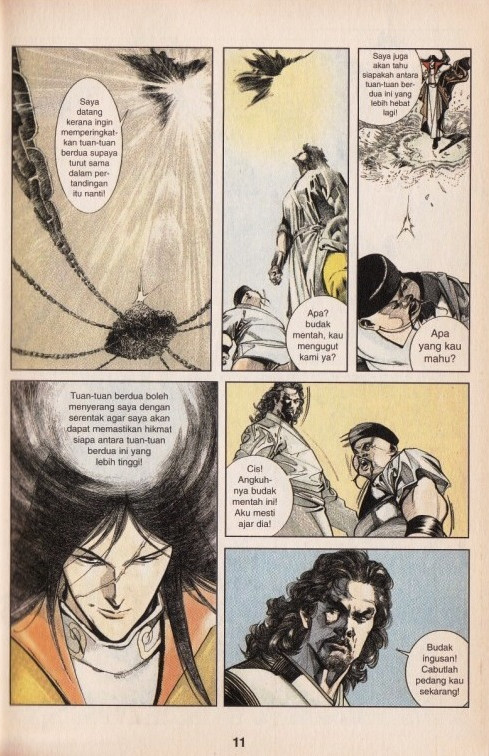 Saya
datang
kerana ingin
memperingkat-
kan tuan-tuan
berdua supaya
turut sama
dalam per-
tandingan
itu nanti!
Apa?
budak
mentah, kau
mengugut
kami ya?
Saya juga
akan tahu
siapakah antara
tuan-tuan ber-
dua ini yang
lebih hebat
lagi!
Apa
yang kau
mahu?
Tuan-tuan berdua boleh
menyerang saya dengan
serentak agar saya akan
dapat memastikan hikmat
siapa antara tuan-tuan
berdua ini yang
lebih tinggi!
Cis!
Angkuh-
nya budak
mentah ini!
Aku mesti
ajar dia!
Budak
ingusan!
Cabutlah
pedang kau
sekarang!
11